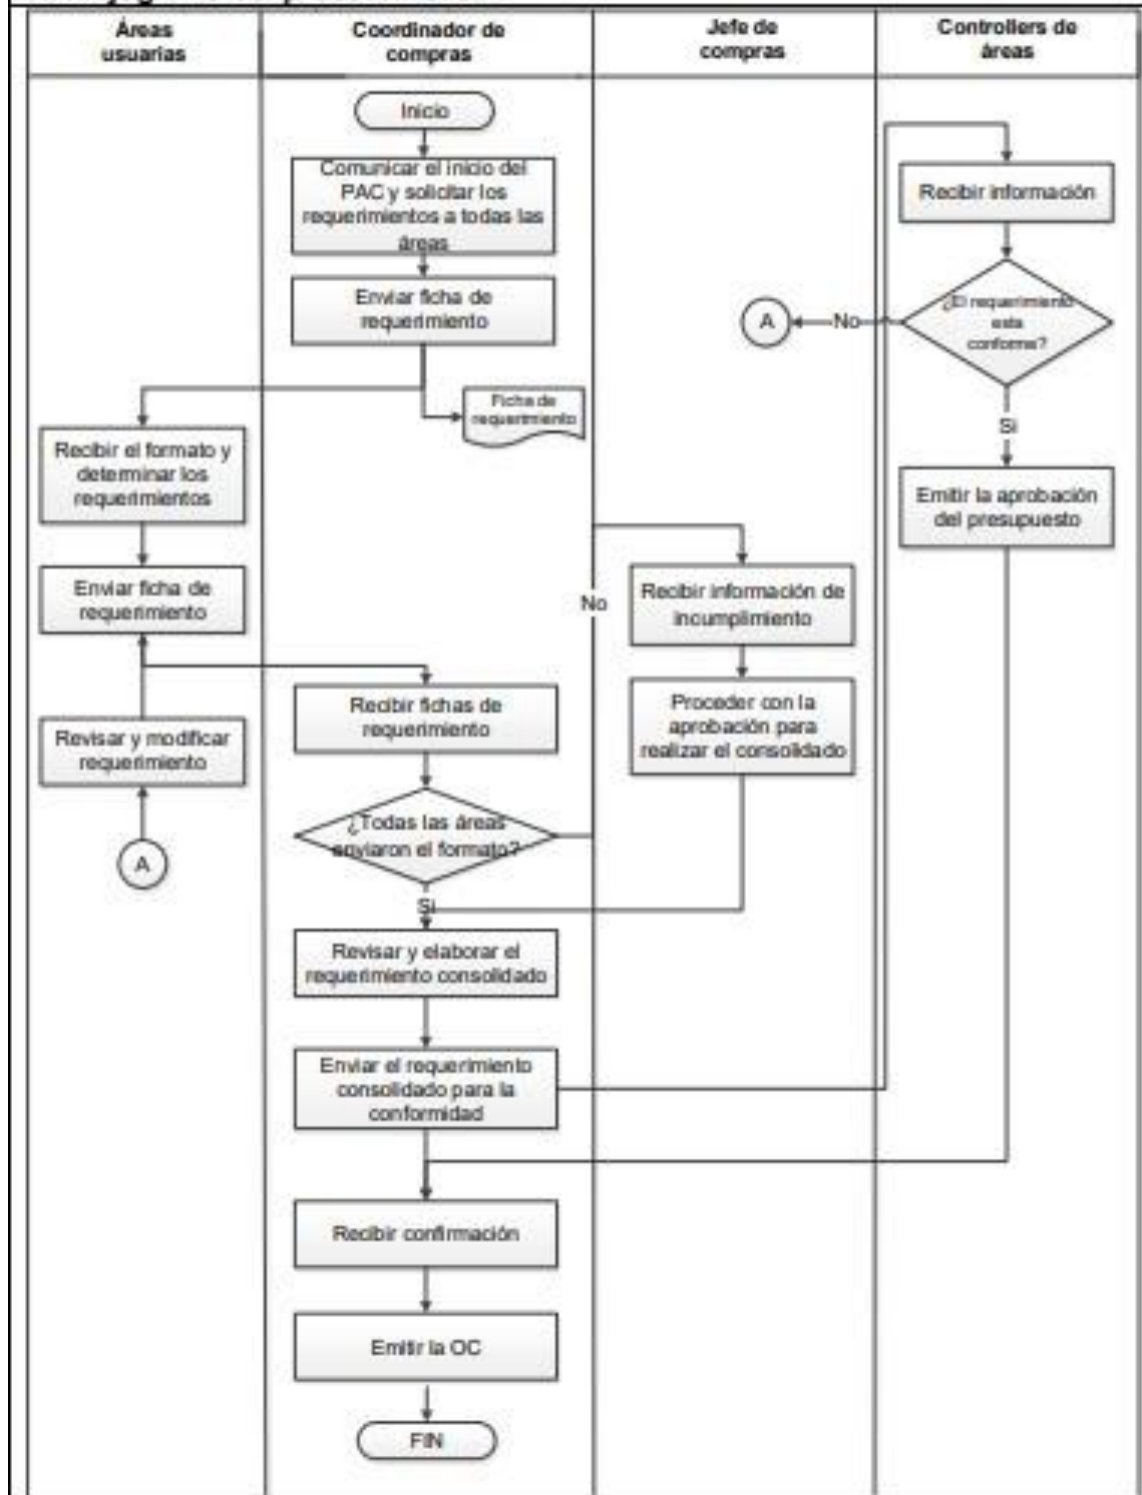 Áreas
usuarias
Coordinador de
compras
Jefe de
compras
Controllers de
áreas
Inicio
Comunicar el inicio del
PAC y solicitar los
requerimientos a todas las
áreas
Enviar ficha de
requerimiento
Ficha de
requerimiento
Recibir el formato y
determinar los
requerimientos
Enviar ficha de
requerimiento
Revisar y modificar
requerimiento
A
Recibir fichas de
requerimiento
¿Todas las áreas
enviaron el formato?
No
Si
Recibir información de
incumplimiento
Proceder con la
aprobación para
realizar el consolidado
Revisar y elaborar el
requerimiento consolidado
Enviar el requerimiento
consolidado para la
conformidad
Recibir información
¿El requerimiento
esta
conforme?
No
A
Si
Emitir la aprobación
del presupuesto
Recibir confirmación
Emitir la OC
FIN